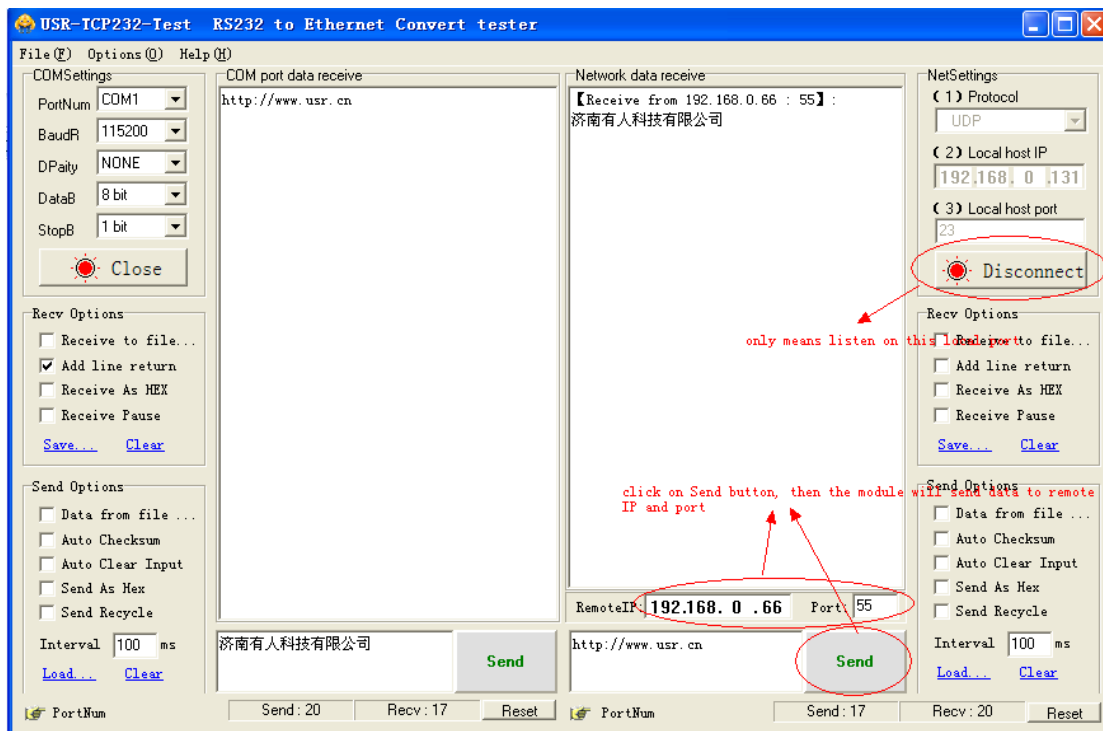 USR-TCP232-Test RS232 to Ethernet Convert tester
File(F) Options(O) Help(H)
COMSettings
PortNum COM1
BaudR 115200
DPaity NONE
DataB 8 bit
StopB 1 bit
Close
Recv Options
Receive to file...
Add line return
Receive As HEX
Receive Pause
Save... Clear
Send Options
Data from file ...
Auto Checksum
Auto Clear Input
Send As Hex
Send Recycle
Interval 100 ms
Load... Clear
COM port data receive
http://www.usr.cn
济南有人科技有限公司
Send
PortNum
Send : 20
Recv : 17
Reset
Network data receive
【Receive from 192.168.0.66 : 55】:
济南有人科技有限公司
only means listen on this local port
click on Send button, then the module will send data to remote
IP and port
RemoteIP: 192.168. 0 .66 Port: 55
http://www.usr.cn
Send
PortNum
Send : 17
Recv : 20
Reset
NetSettings
( 1 ) Protocol
UDP
( 2 ) Local host IP
192.168. 0 .131
( 3 ) Local host port
23
Disconnect
Recv Options
Receive to file...
Add line return
Receive As HEX
Receive Pause
Save... Clear
Send Options
Data from file ...
Auto Checksum
Auto Clear Input
Send As Hex
Send Recycle
Interval 100 ms
Load... Clear